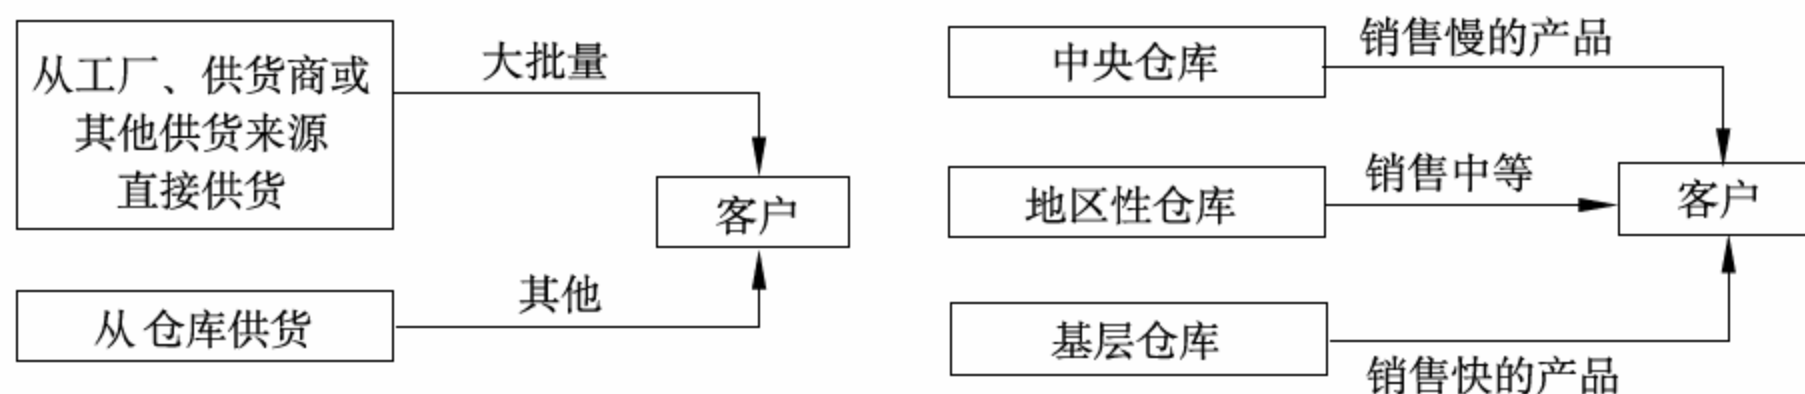 从工厂、供货商或
其他供货来源
直接供货
大批量
客户
其他
从仓库供货
中央仓库
销售慢的产品
地区性仓库
销售中等
客户
基层仓库
销售快的产品